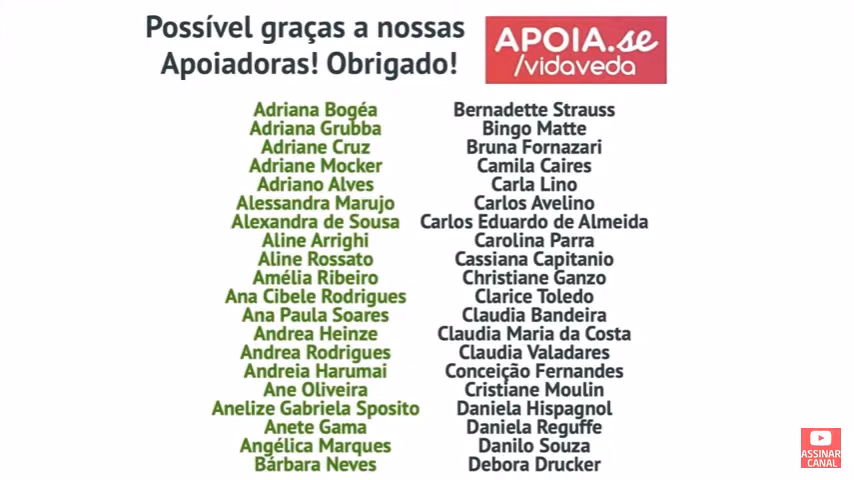 Possível graças a nossas
Apoiadoras! Obrigado!
APOIA.se
/vidaveda
Adriana Bogéa
Adriana Grubba
Adriane Cruz
Adriane Mocker
Adriano Alves
Alessandra Marujo
Alexandra de Sousa
Aline Arrighi
Aline Rossato
Amélia Ribeiro
Ana Cibele Rodrigues
Ana Paula Soares
Andrea Heinze
Andrea Rodrigues
Andreia Harumai
Ane Oliveira
Anelize Gabriela Sposito
Anete Gama
Angélica Marques
Bárbara Neves
Bernadette Strauss
Bingo Matte
Bruna Fornazari
Camila Caires
Carla Lino
Carlos Avelino
Carlos Eduardo de Almeida
Carolina Parra
Cassiana Capitanio
Christiane Ganzo
Clarice Toledo
Claudia Bandeira
Claudia Maria da Costa
Claudia Valadares
Conceição Fernandes
Cristiane Moulin
Daniela Hispagnol
Daniela Reguffe
Danilo Souza
Debora Drucker
ASSINAR
CANAL